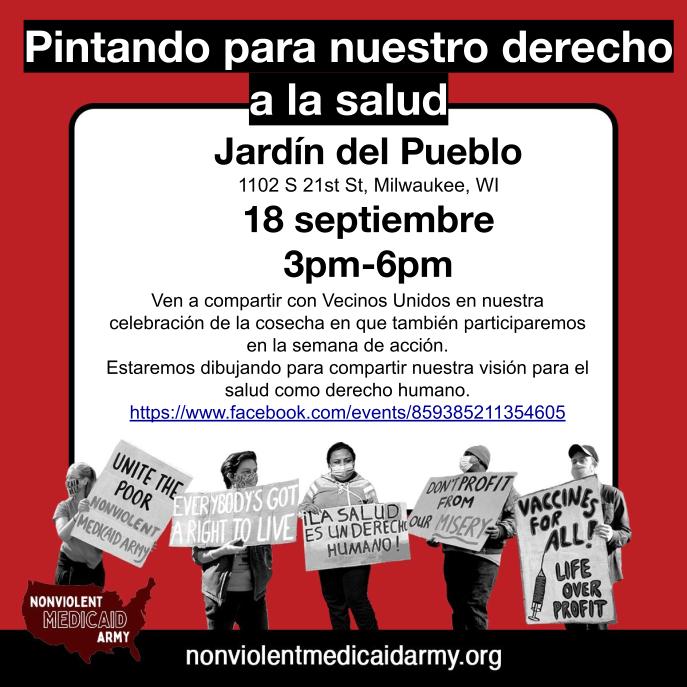 Pintando para nuestro derecho
a la salud
Jardín del Pueblo
1102 S 21st St, Milwaukee, WI
18 septiembre
3pm-6pm
Ven a compartir con Vecinos Unidos en nuestra
celebración de la cosecha en que también participaremos
en la semana de acción.
Estaremos dibujando para compartir nuestra visión para el
salud como derecho humano.
https://www.facebook.com/events/859385211354605
UNITE THE
POOR
NONVIOLENT
MEDICAID ARMY
EVERYBODY'S GOT
A RIGHT TO LIVE
¡LA SALUD
ES UN DERECHO
HUMANO!
DON'T PROFIT
FROM
OUR MISERY
VACCINES
FOR
ALL!
LIFE
OVER
PROFIT
NONVIOLENT
MEDICAID
ARMY
nonviolentmedicaidarmy.org